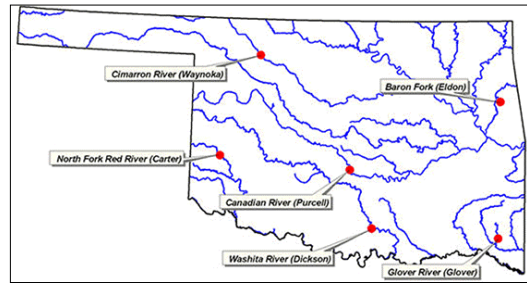 Cimarron River (Waynoka)
Baron Fork (Eldon)
North Fork Red River (Carter)
Canadian River (Purcell)
Washita River (Dickson)
Glover River (Glover)